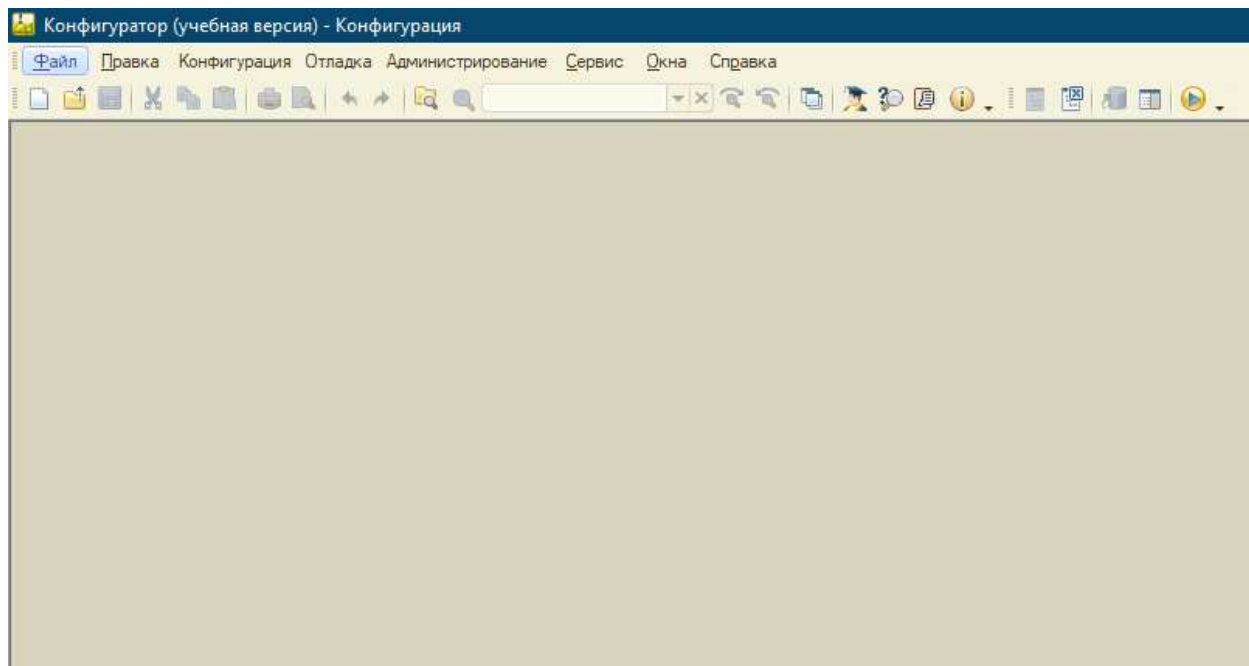 Конфигуратор (учебная версия) - Конфигурация
Файл Правка Конфигурация Отладка Администрирование Сервис Окна Справка